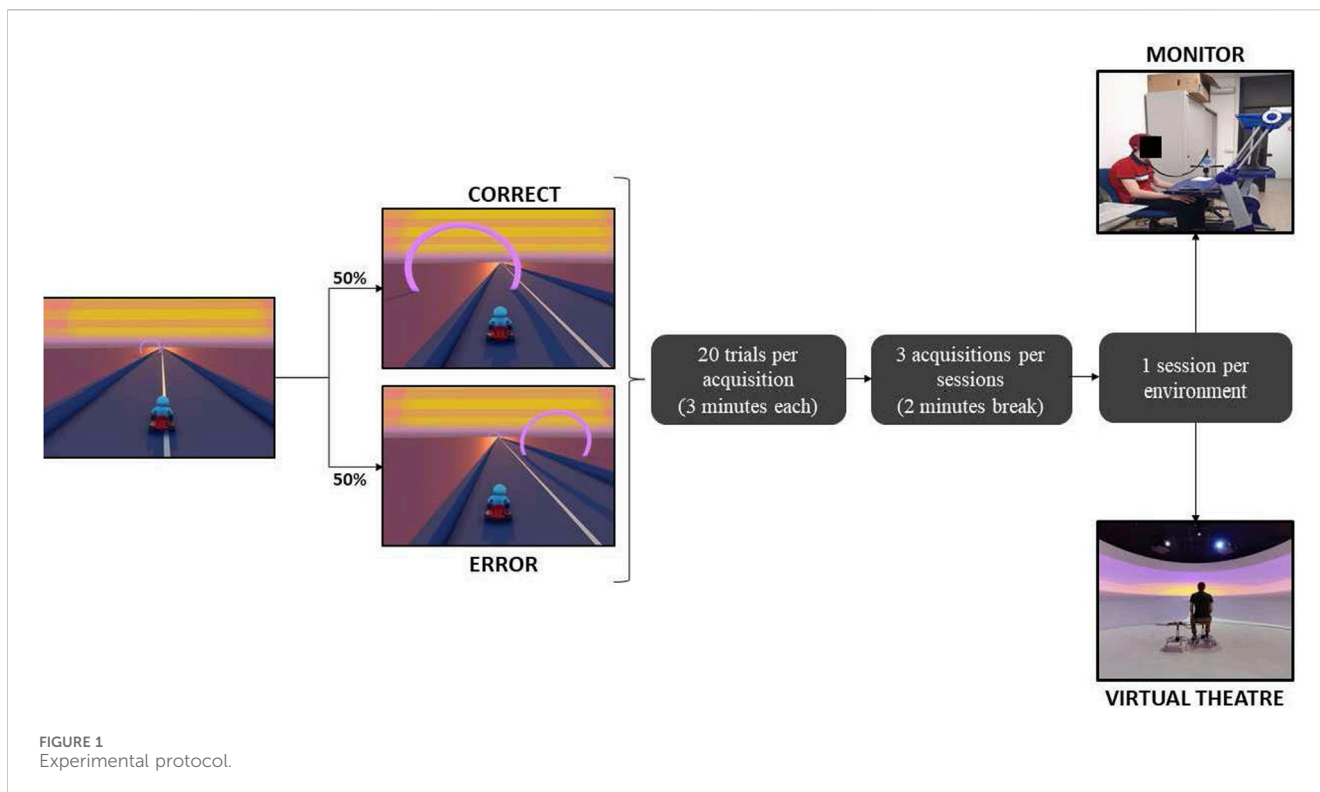 MONITOR
CORRECT
50%
50%
ERROR
20 trials per
acquisition
(3 minutes each)
3 acquisitions per
sessions
(2 minutes break)
1 session per
environment
VIRTUAL THEATRE
FIGURE 1
Experimental protocol.